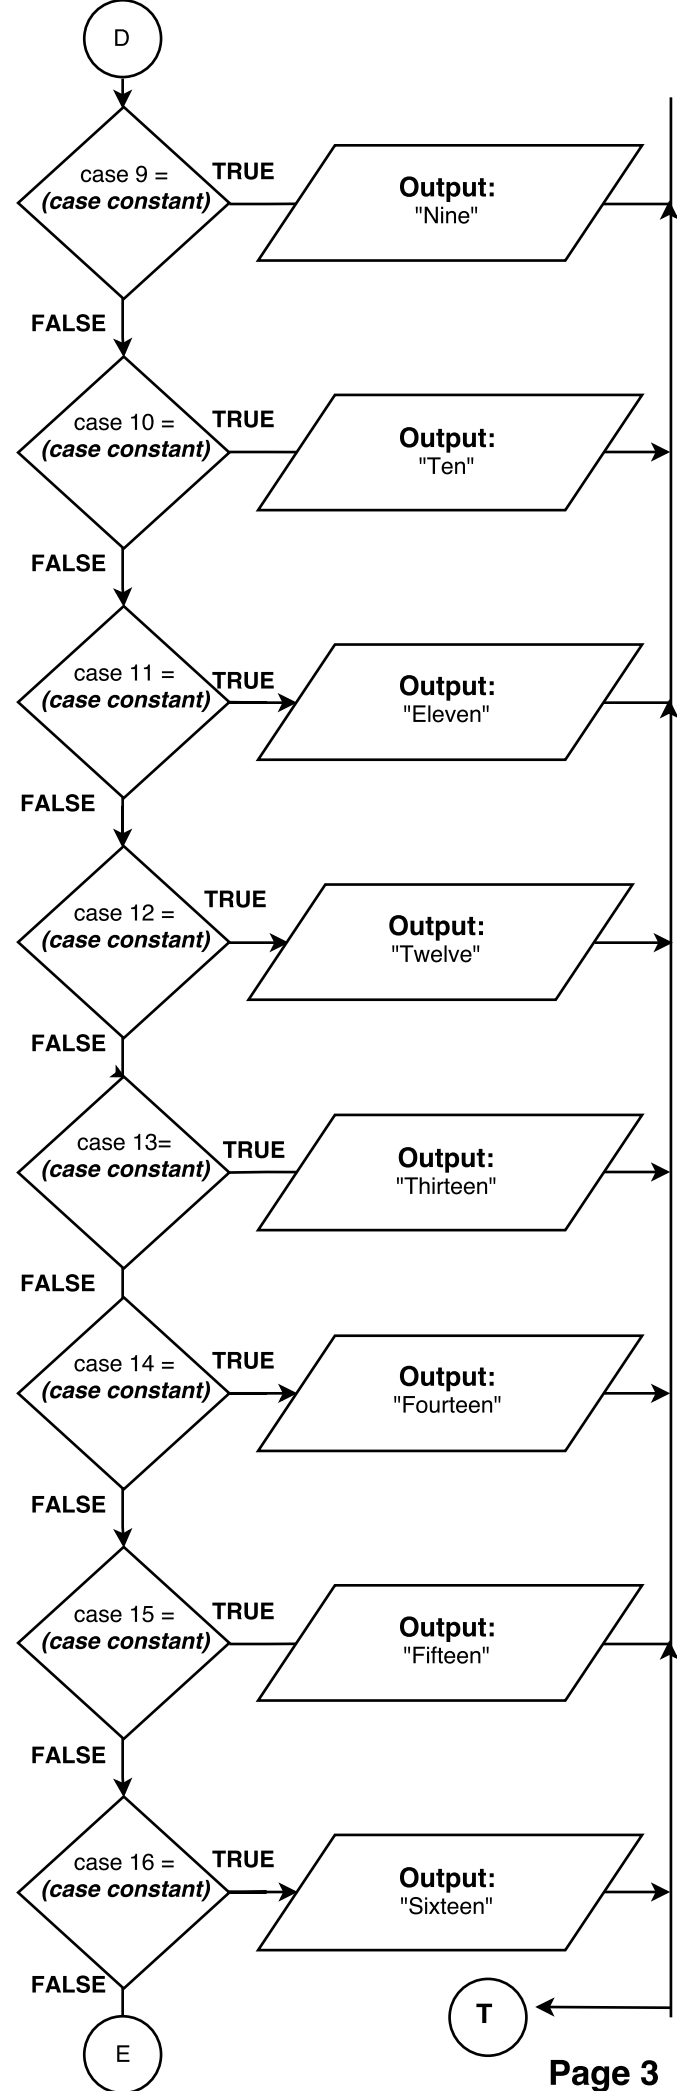 D
case 9 =
(case constant)
TRUE
Output:
"Nine"
FALSE
case 10 =
(case constant)
TRUE
Output:
"Ten"
FALSE
case 11 =
(case constant)
TRUE
Output:
"Eleven"
FALSE
case 12 =
(case constant)
TRUE
Output:
"Twelve"
FALSE
case 13=
(case constant)
TRUE
Output:
"Thirteen"
FALSE
case 14 =
(case constant)
TRUE
Output:
"Fourteen"
FALSE
case 15 =
(case constant)
TRUE
Output:
"Fifteen"
FALSE
case 16 =
(case constant)
TRUE
Output:
"Sixteen"
FALSE
T
E
Page 3